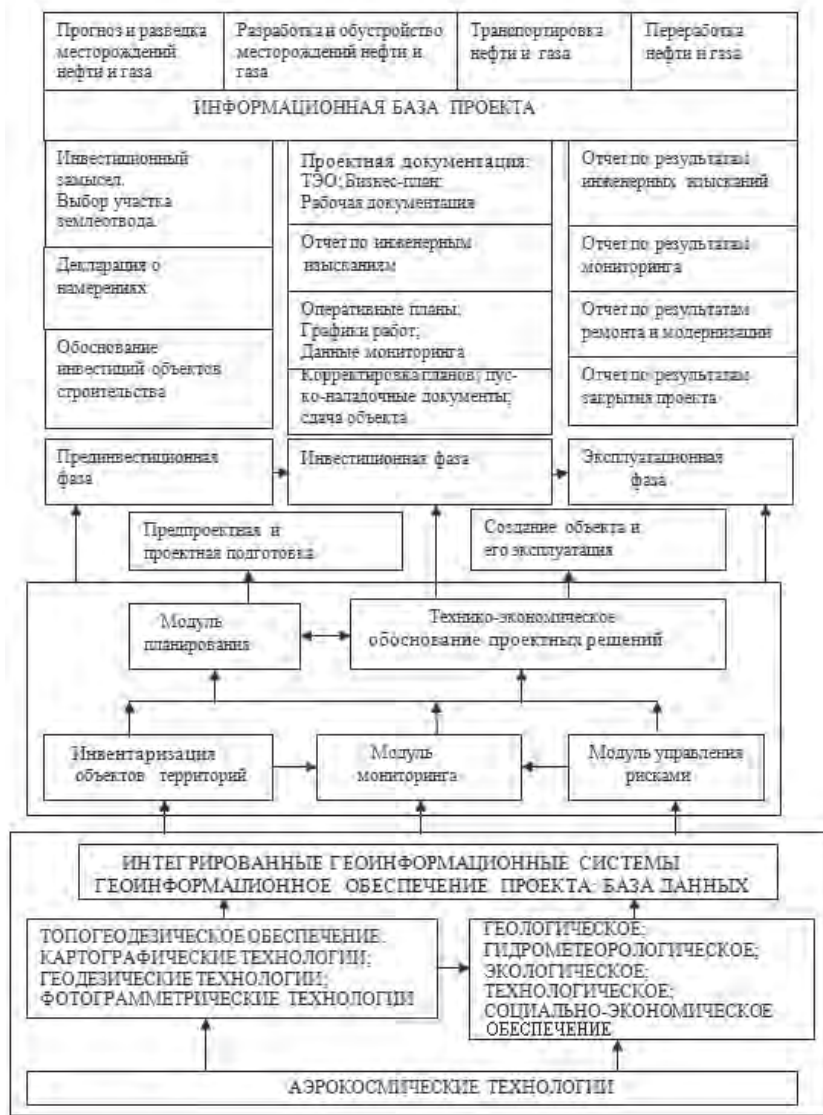 Прогноз и разведка
месторождений
нефти и газа
Разработка и обустройство
месторождений нефти и
газа
Транспортировка
нефти и газа
Переработка
нефти и газа
ИНФОРМАЦИОННАЯ БАЗА ПРОЕКТА
Инвестиционный
замысел.
Выбор участка
землеотвода.
Декларация о
намерениях
Обоснование
инвестиций объектов
строительства
Проектная документация:
ТЭО; Бизнес-план:
Рабочая документация
Отчет по инженерным
изысканиям
Оперативные планы;
Графики работ;
Данные мониторинга
Корректировка планов; пус-
ко-наладочные документы;
сдача объекта
Отчет по результатам
инженерных изысканий
Отчет по результатам
мониторинга
Отчет по результатам
ремонта и модернизации
Отчет по результатам
закрытия проекта
Прединвестиционная
фаза
Инвестиционная фаза
Эксплуатационная
фаза
Предпроектная и
проектная подготовка
Создание объекта и
его эксплуатация
Модуль
планирования
Технико-экономическое
обоснование проектных решений
Инвентаризация
объектов территорий
Модуль
мониторинга
Модуль управления
рисками
ИНТЕГРИРОВАННЫЕ ГЕОИНФОРМАЦИОННЫЕ СИСТЕМЫ
ГЕОИНФОРМАЦИОННОЕ ОБЕСПЕЧЕНИЕ ПРОЕКТА: БАЗА ДАННЫХ
ТОПОГЕОДЕЗИЧЕСКОЕ ОБЕСПЕЧЕНИЕ:
КАРТОГРАФИЧЕСКИЕ ТЕХНОЛОГИИ;
ГЕОДЕЗИЧЕСКИЕ ТЕХНОЛОГИИ;
ФОТОГРАММЕТРИЧЕСКИЕ ТЕХНОЛОГИИ
ГЕОЛОГИЧЕСКОЕ;
ГИДРОМЕТЕОРОЛОГИЧЕСКОЕ;
ЭКОЛОГИЧЕСКОЕ;
ТЕХНОЛОГИЧЕСКОЕ;
СОЦИАЛЬНО-ЭКОНОМИЧЕСКОЕ
ОБЕСПЕЧЕНИЕ
АЭРОКОСМИЧЕСКИЕ ТЕХНОЛОГИИ